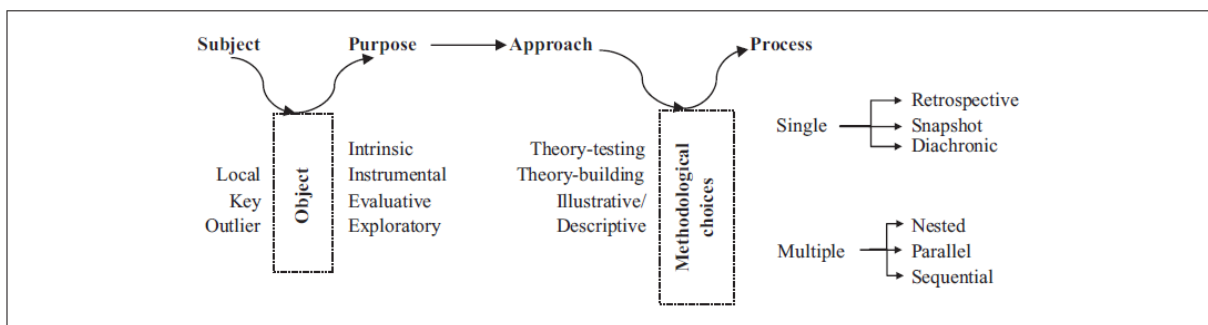 Subject Purpose Approach Process
Local
Key
Outlier
Object
Intrinsic
Instrumental
Evaluative
Exploratory
Theory-testing
Theory-building
Illustrative/
Descriptive
Methodological
choices
Single
Retrospective
Snapshot
Diachronic
Multiple
Nested
Parallel
Sequential